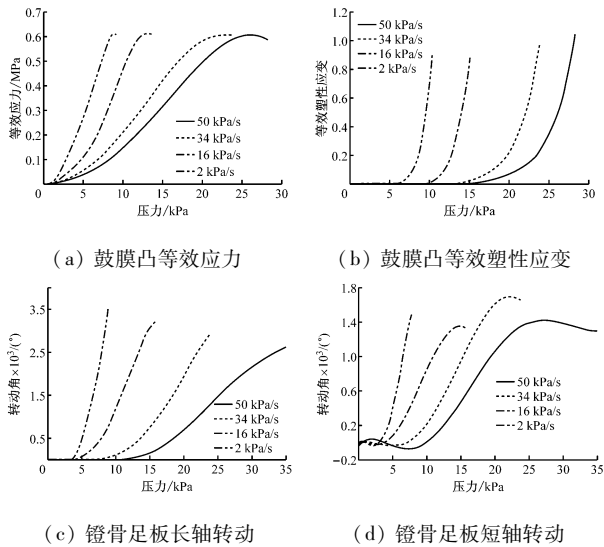 0.7
0.6
0.5
0.4
0.3
0.2
0.1
等效应力/MPa
50 kPa/s
34 kPa/s
16 kPa/s
2 kPa/s
0 5 10 15 20 25 30
压力/kPa
(a) 鼓膜凸等效应力
1.2
1.0
0.8
0.6
0.4
0.2
等效塑性应变
50 kPa/s
34 kPa/s
16 kPa/s
2 kPa/s
0 5 10 15 20 25 30
压力/kPa
(b) 鼓膜凸等效塑性应变
3.5
2.5
1.5
0.5
转动角×10³/(°)
50 kPa/s
34 kPa/s
16 kPa/s
2 kPa/s
0 5 10 15 20 25 30 35
压力/kPa
(c) 镫骨足板长轴转动
1.8
1.4
1.0
0.6
0.2
-0.2
转动角×10³/(°)
50 kPa/s
34 kPa/s
16 kPa/s
2 kPa/s
5 10 15 20 25 30 35
压力/kPa
(d) 镫骨足板短轴转动